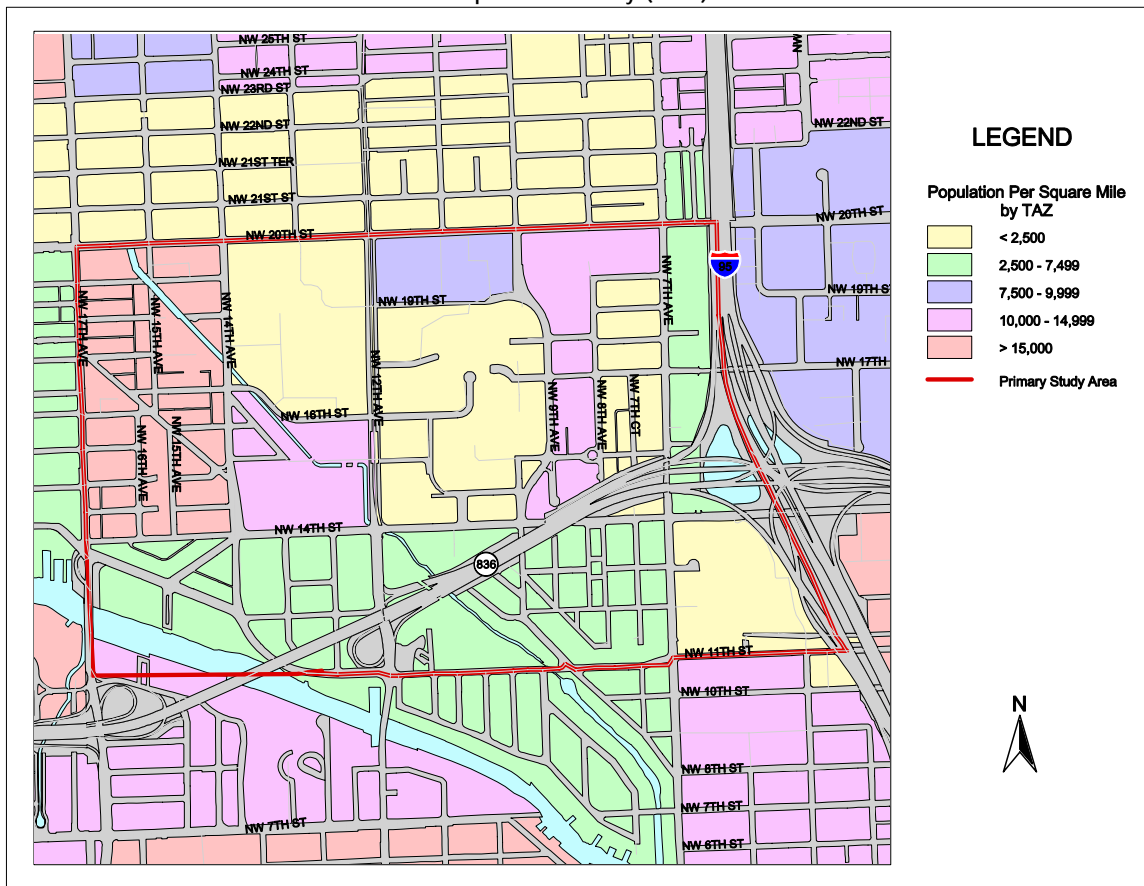 NW 25TH ST
NW
NW 24TH ST
NW 23RD ST
NW 22ND ST
NW 22ND ST
NW 21ST TER
NW 21ST ST
NW 20TH ST
NW 20TH ST
95
NW 19TH ST
NW 19TH ST
NW 17TH AVE
NW 15TH AVE
NW 14TH AVE
NW 12TH AVE
NW 7TH AVE
NW 17TH
NW 9TH AVE
NW 8TH AVE
NW 7TH CT
NW 16TH ST
NW 16TH AVE
NW 15TH AVE
NW 14TH ST
836
NW 11TH ST
NW 10TH ST
NW 8TH ST
NW 7TH ST
NW 7TH ST
NW 6TH ST
LEGEND
Population Per Square Mile
by TAZ
< 2,500
2,500 - 7,499
7,500 - 9,999
10,000 - 14,999
> 15,000
Primary Study Area
N